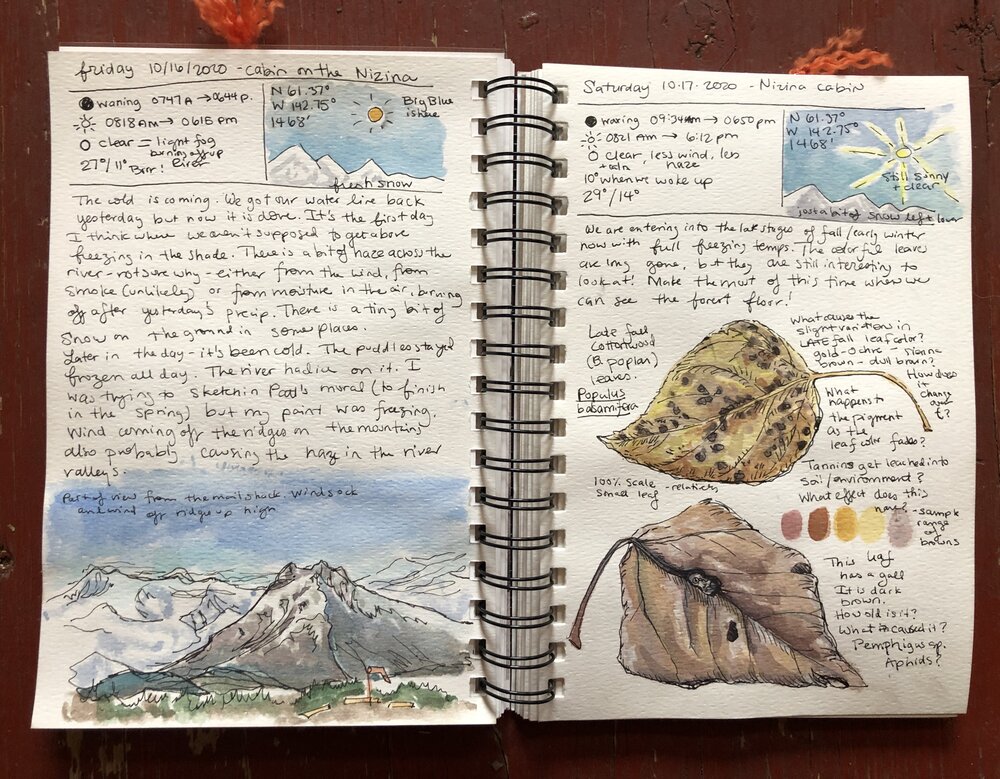 friday 10/16/2020 - cabin on the Nizina
waning 0747A → 0644p.
0818 AM → 0615 pm
clear = light fog
burning off up
27°/11° Brrr!
N 61.37°
W 142.75°
1468'
Big Blue
is hue
fresh snow
The cold is coming. We got our water line back
yesterday but now it is done. It's the first day
I think where we aren't supposed to get above
freezing in the shade. There is a bit of haze across the
river - not sure why - either from the wind, from
smoke (unlikely) or from moisture in the air, burning
off after yesterday's precip. There is a tiny bit of
snow on the ground in some places.
Later in the day - it's been cold. The puddles stayed
frozen all day. The river had ice on it. I
was trying to sketch in mural (to finish
in the spring) but my paint was freezing.
Wind coming off the ridges on the mountains
also probably causing the haze in the river
valleys.
Part of view from the mail shack. Windsock
and wind off ridge up high
Saturday 10.17.2020 - Nizina cabin
waxing 09:34am → 0650pm
0821 AM → 6:12 pm
clear, less wind, less
+ calm haze
10° when we woke up
29°/14°
N 61.37°
W 142.75°
1468'
Still sunny
+ clear
just a bit of snow left over
We are entering into the late stages of fall/early winter
now with full freezing temps. The colorful leaves
are long gone, but they are still interesting to
look at! Make the most of this time when we
can see the forest floor!
Late fall
cottonwood
(B. poplar)
leaves.
Populus
balsamifera
What causes the
slight variations in
LATE fall leaf color?
gold - ochre - sienna
brown - dull brown?
How does
it
change
What
happens to
the pigment
as the
leaf color fades?
Tannins get leached into
soil/environment?
What effect does this
have?
- sample
range
of
browns
100% scale - relatively
small leaf
This leaf
has a gall
It is dark
brown.
How old is it?
What caused it?
Pemphigus sp.
Aphids?